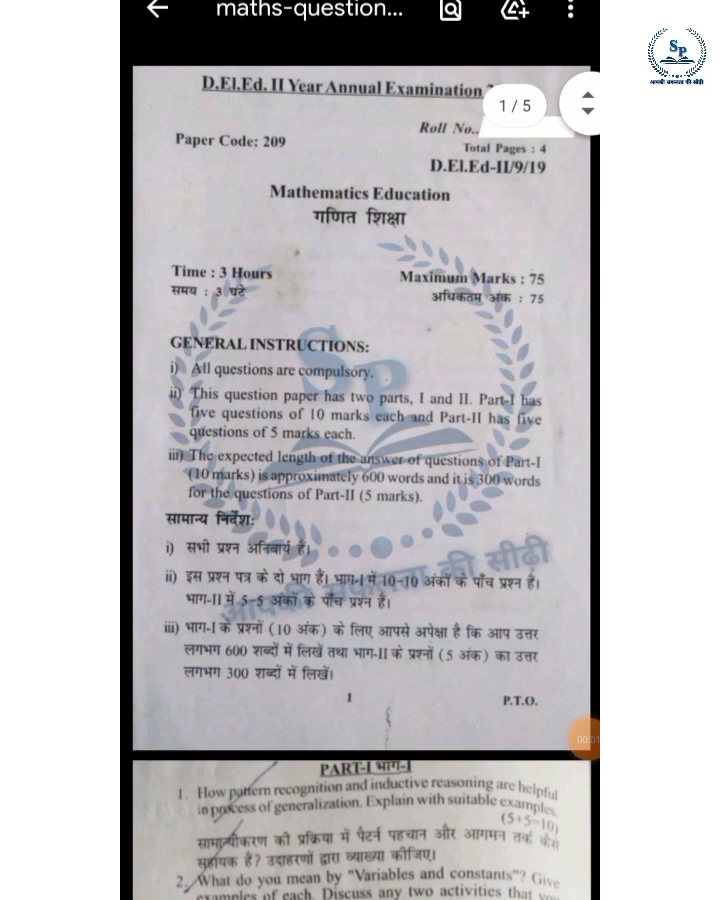 maths-question...
SP
आपकी सफलता की सीढ़ी
D.El.Ed. II Year Annual Examination
1 / 5
Roll No..
Paper Code: 209
Total Pages : 4
D.El.Ed-II/9/19
Mathematics Education
गणित शिक्षा
Time : 3 Hours
Maximum Marks : 75
समय : 3 घंटे
अधिकतम अंक : 75
GENERAL INSTRUCTIONS:
i) All questions are compulsory.
ii) This question paper has two parts, I and II. Part-I has
five questions of 10 marks each and Part-II has five
questions of 5 marks each.
iii) The expected length of the answer of questions of Part-I
(10 marks) is approximately 600 words and it is 300 words
for the questions of Part-II (5 marks).
सामान्य निर्देश:
i) सभी प्रश्न अनिवार्य हैं।
ii) इस प्रश्न पत्र के दो भाग हैं। भाग-I में 10-10 अंकों के पाँच प्रश्न हैं।
भाग-II में 5-5 अंकों के पाँच प्रश्न हैं।
iii) भाग-I के प्रश्नों (10 अंक) के लिए आपसे अपेक्षा है कि आप उत्तर
लगभग 600 शब्दों में लिखें तथा भाग-II के प्रश्नों (5 अंक) का उत्तर
लगभग 300 शब्दों में लिखें।
SP
आपकी सफलता की सीढ़ी
1
P.T.O.
00:01
PART-I भाग-I
1. How pattern recognition and inductive reasoning are helpful
in process of generalization. Explain with suitable examples.
(5+5=10)
सामान्यीकरण की प्रक्रिया में पैटर्न पहचान और आगमन तर्क कैसे
सहायक है? उदाहरणों द्वारा व्याख्या कीजिए।
2. What do you mean by "Variables and constants"? Give
examples of each. Discuss any two activities that you